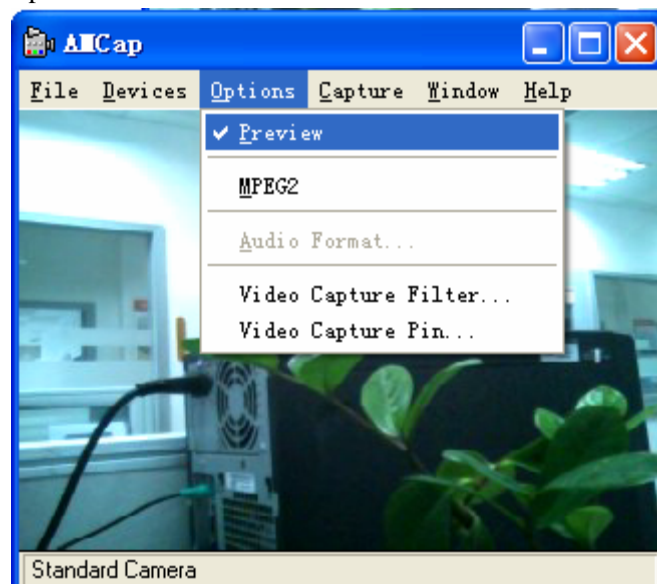 AMCap
File Devices Options Capture Window Help
Preview
MPEG2
Audio Format...
Video Capture Filter...
Video Capture Pin...
Standard Camera